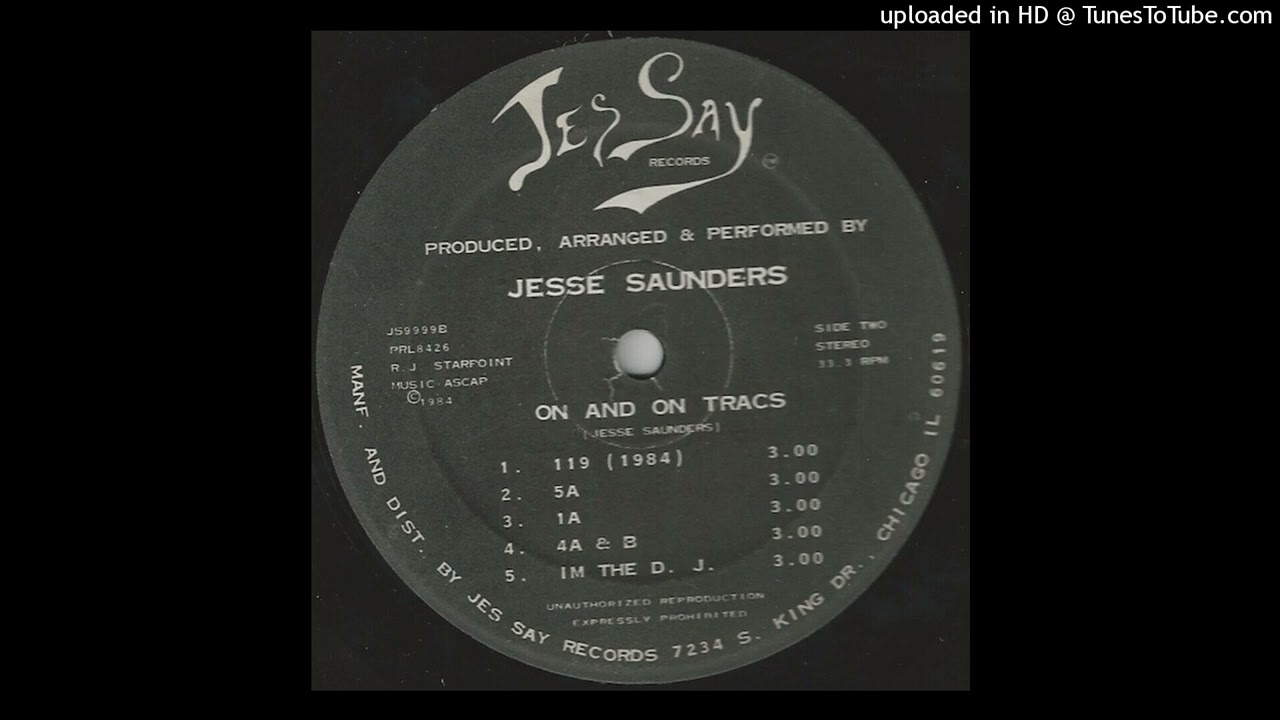 uploaded in HD @ TunesToTube.com
JES SAY
RECORDS
TM
PRODUCED, ARRANGED & PERFORMED BY
JESSE SAUNDERS
JS9999B
PRL8426
R.J STARPOINT
MUSIC ASCAP
©1984
SIDE TWO
STEREO
33.3 RPM
ON AND ON TRACS
(JESSE SAUNDERS)
1. 119 (1984) 3.00
2. 5A 3.00
3. 1A 3.00
4. 4A & B 3.00
5. IM THE D. J. 3.00
UNAUTHORIZED REPRODUCTION
EXPRESSLY PROHIBITED
MANF. AND DIST. BY JES SAY RECORDS 7234 S. KING DR., CHICAGO IL 60619